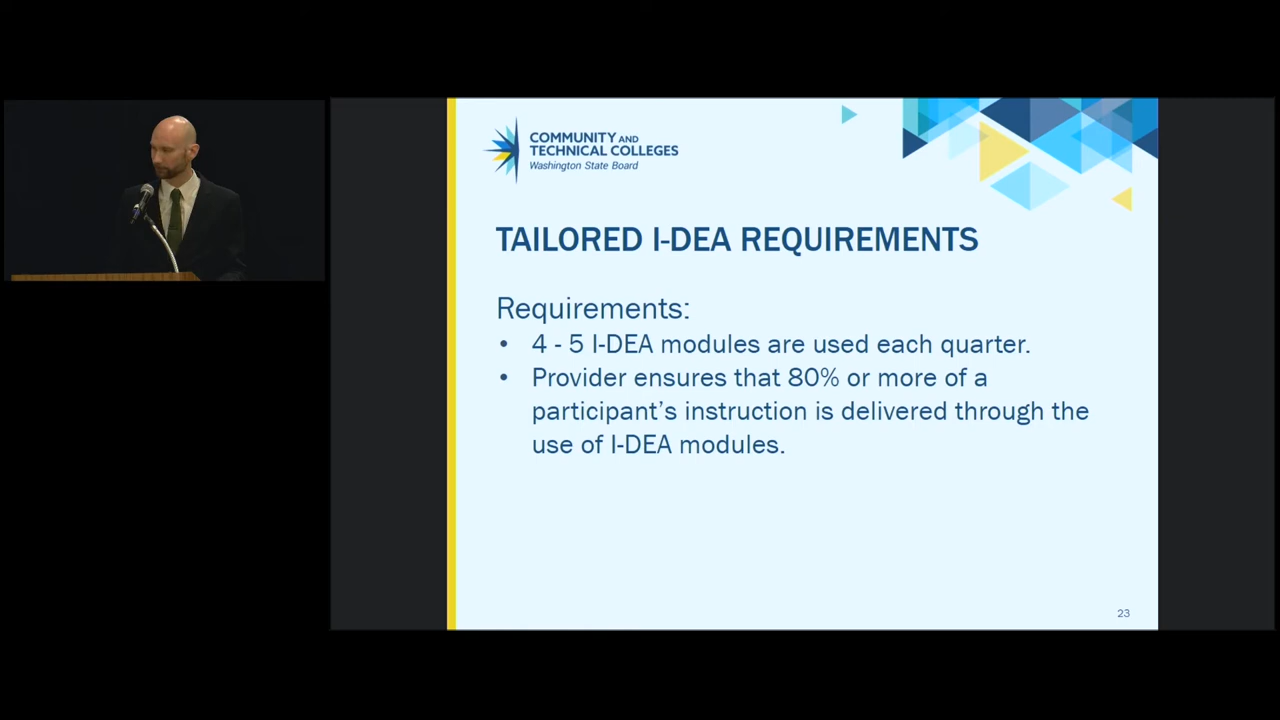 COMMUNITY AND
TECHNICAL COLLEGES
Washington State Board
TAILORED I-DEA REQUIREMENTS
Requirements:
• 4 - 5 I-DEA modules are used each quarter.
• Provider ensures that 80% or more of a
participant’s instruction is delivered through the
use of I-DEA modules.
23